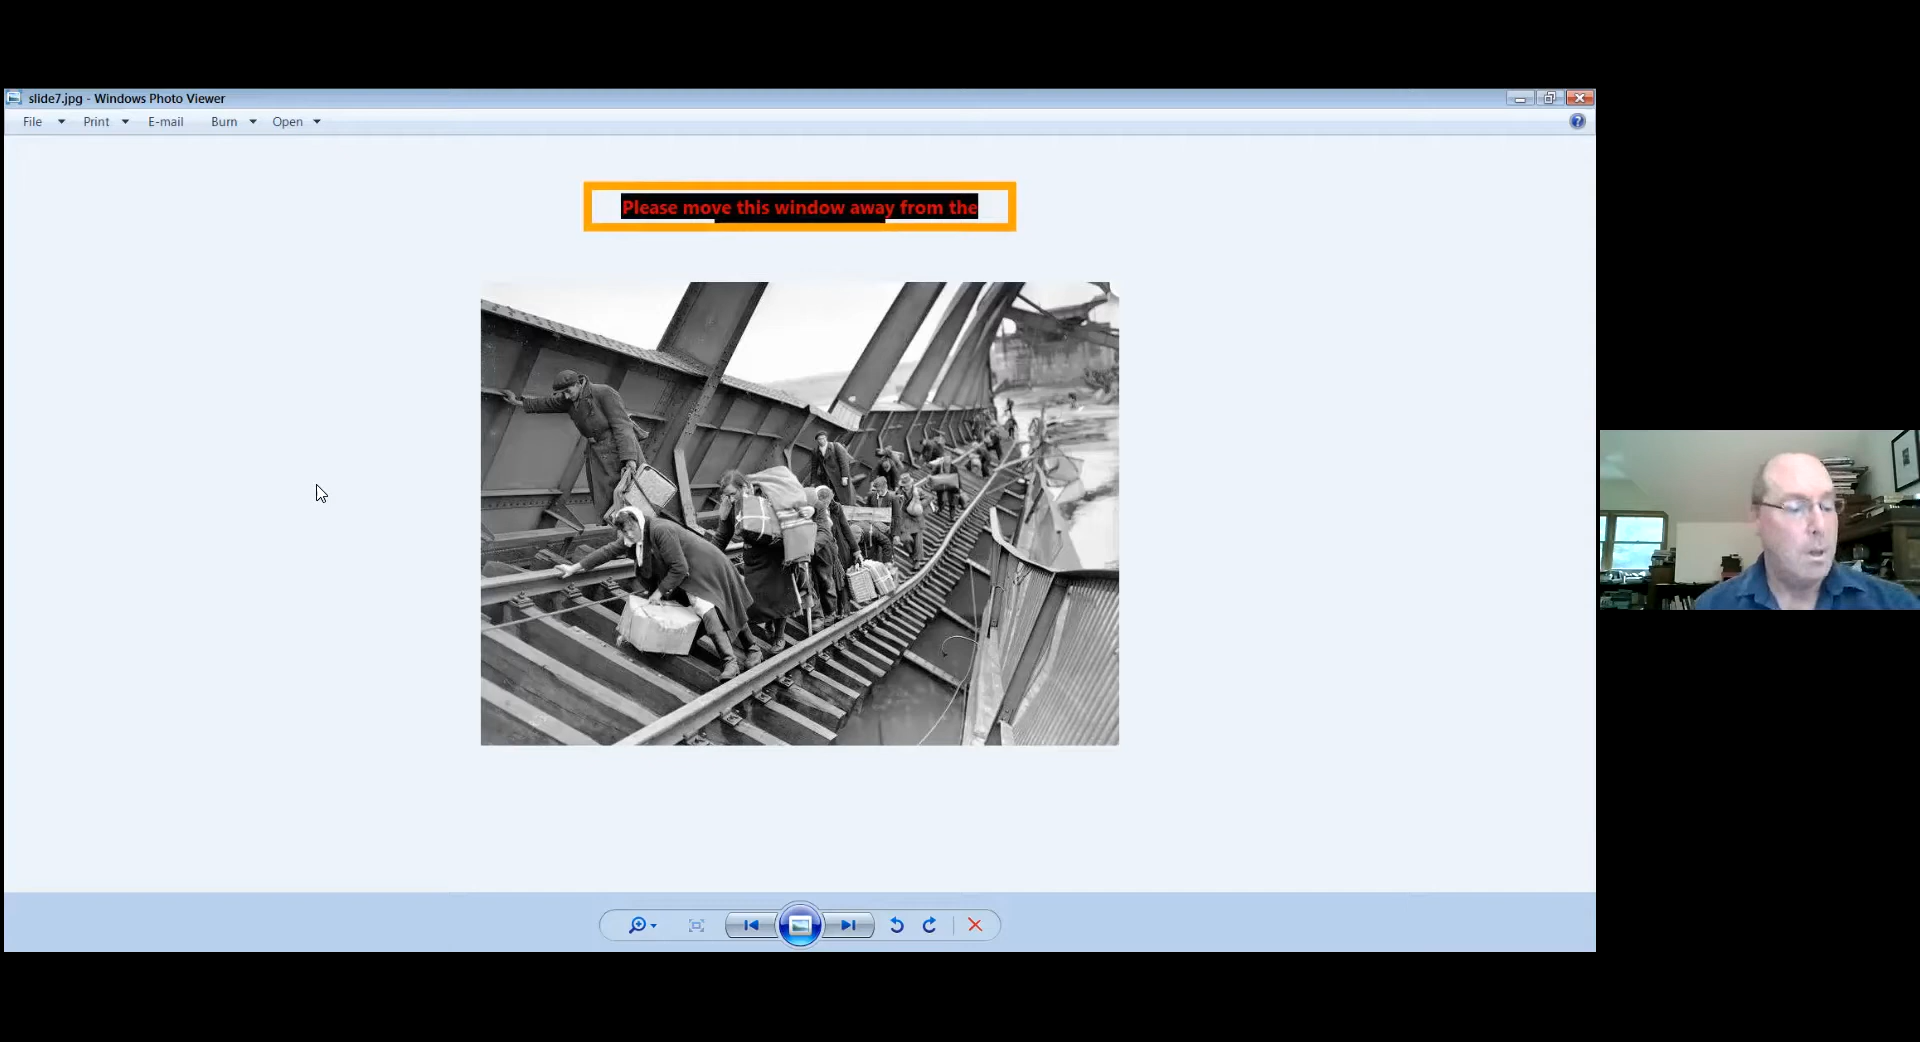 slide7.jpg - Windows Photo Viewer
File Print E-mail Burn Open
Please move this window away from the